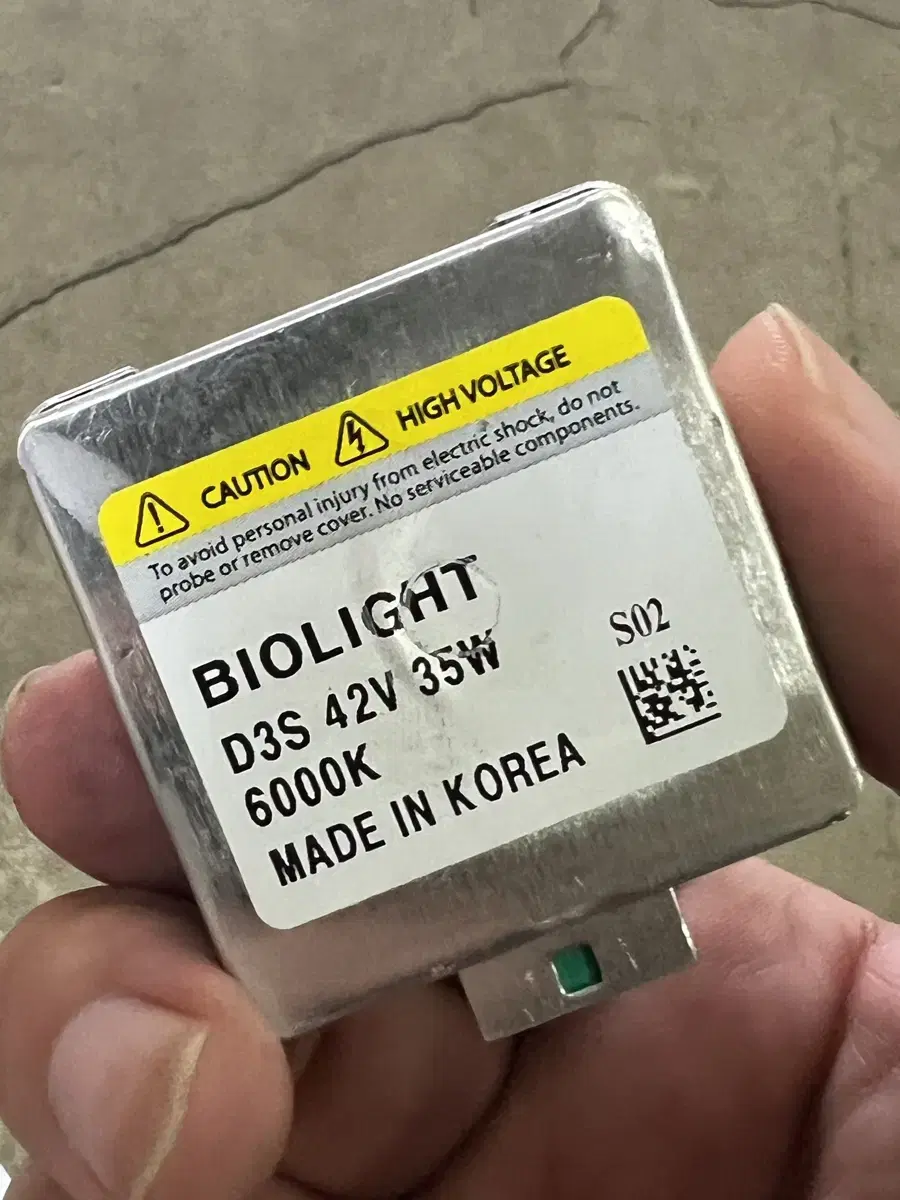 CAUTION HIGH VOLTAGE
To avoid personal injury from electric shock, do not
probe or remove cover. No serviceable components.
BIOLIGHT
D3S 42V 35W
6000K
MADE IN KOREA
S02